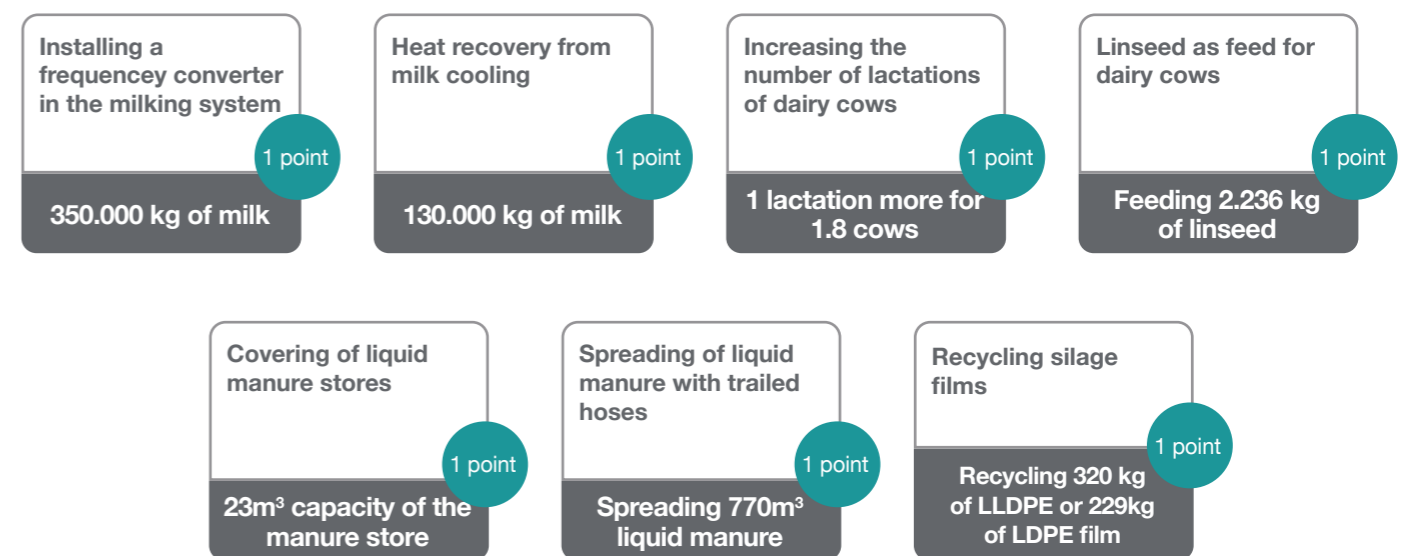 Installing a
frequencey converter
in the milking system
1 point
350.000 kg of milk
Heat recovery from
milk cooling
1 point
130.000 kg of milk
Increasing the
number of lactations
of dairy cows
1 point
1 lactation more for
1.8 cows
Linseed as feed for
dairy cows
1 point
Feeding 2.236 kg
of linseed
Covering of liquid
manure stores
1 point
23m³ capacity of the
manure store
Spreading of liquid
manure with trailed
hoses
1 point
Spreading 770m³
liquid manure
Recycling silage
films
1 point
Recycling 320 kg
of LLDPE or 229kg
of LDPE film